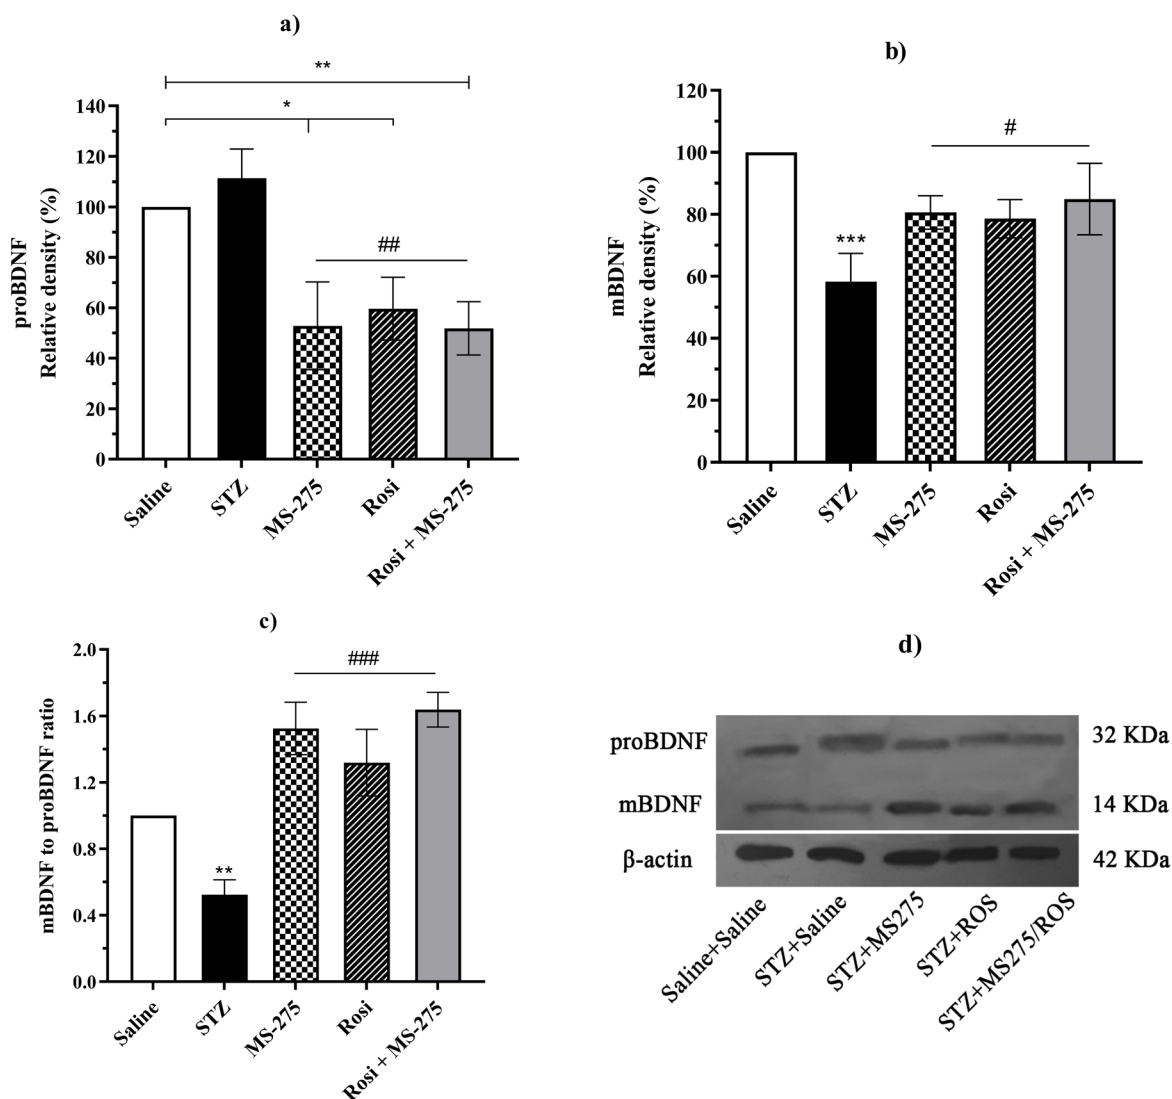 a)
**
*
140
120
100
80
60
40
20
0
proBDNF
Relative density (%)
##
Saline
STZ
MS-275
Rosi
Rosi + MS-275
b)
120
100
80
60
40
20
0
mBDNF
Relative density (%)
***
#
Saline
STZ
MS-275
Rosi
Rosi + MS-275
c)
2.0
1.6
1.2
0.8
0.4
0.0
mBDNF to proBDNF ratio
**
###
Saline
STZ
MS-275
Rosi
Rosi + MS-275
d)
proBDNF 32 KDa
mBDNF 14 KDa
β-actin 42 KDa
Saline+Saline
STZ+Saline
STZ+MS275
STZ+ROS
STZ+MS275/ROS